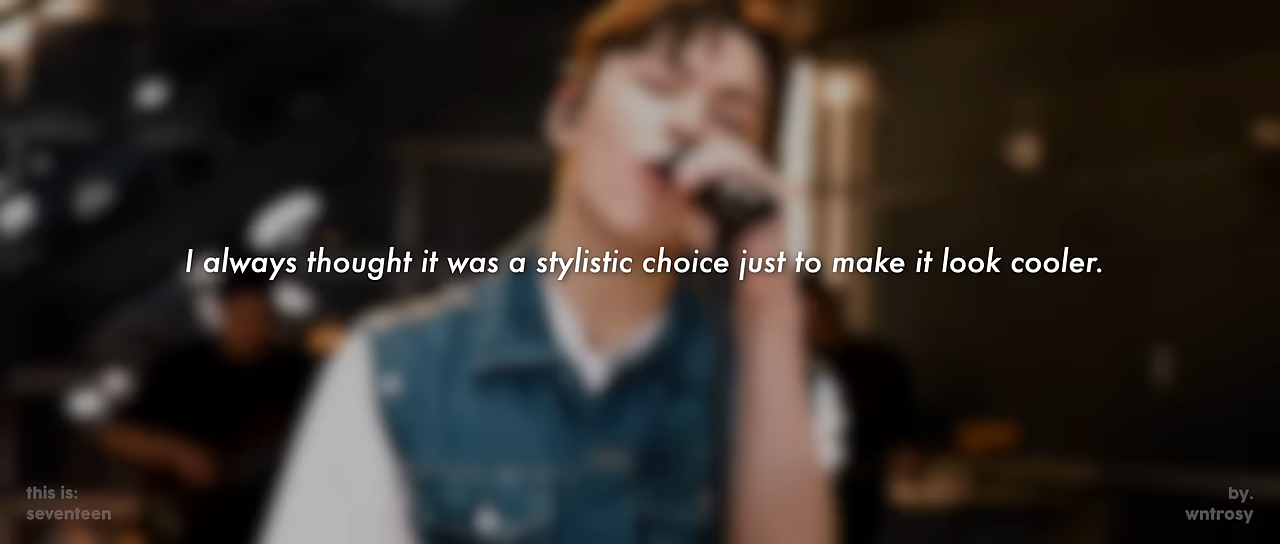 I always thought it was a stylistic choice just to make it look cooler.
this is:
seventeen
by.
wntrosy